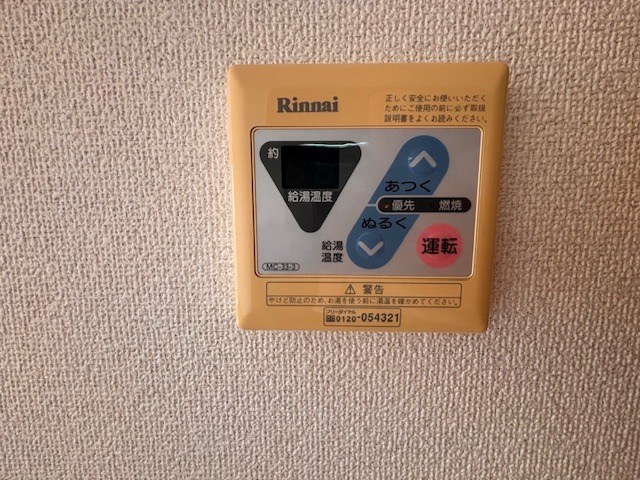 Rinnai
正しく安全にお使いいただく
ためにご使用の前に必ず取扱
説明書をよくお読みください。
約
給湯温度
あつく
優先 燃焼
ぬるく
給湯
温度
運転
MC-33-3
⚠ 警告
やけど防止のため、お湯を使う前に湯温を確かめてください。
フリーダイヤル
0120-054321